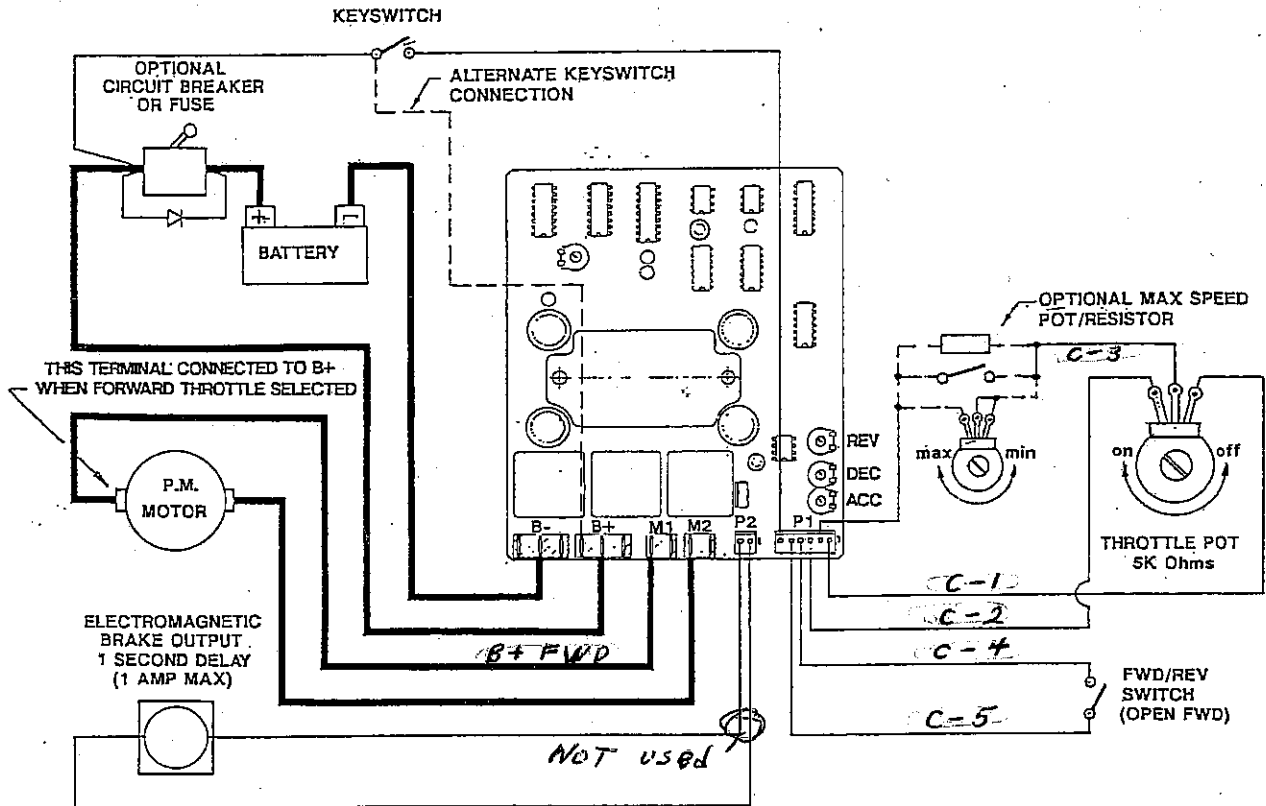 KEYSWITCH
OPTIONAL
CIRCUIT BREAKER
OR FUSE
ALTERNATE KEYSWITCH
CONNECTION
+
-
BATTERY
OPTIONAL MAX SPEED
POT/RESISTOR
C-3
THIS TERMINAL CONNECTED TO B+
WHEN FORWARD THROTTLE SELECTED
REV
DEC
ACC
max
min
on
off
P.M.
MOTOR
B-
B+
M1
M2
P2
P1
THROTTLE POT
5K Ohms
C-1
C-2
C-4
ELECTROMAGNETIC
BRAKE OUTPUT
1 SECOND DELAY
(1 AMP MAX)
B+ FWD
FWD/REV
SWITCH
(OPEN FWD)
C-5
NOT used